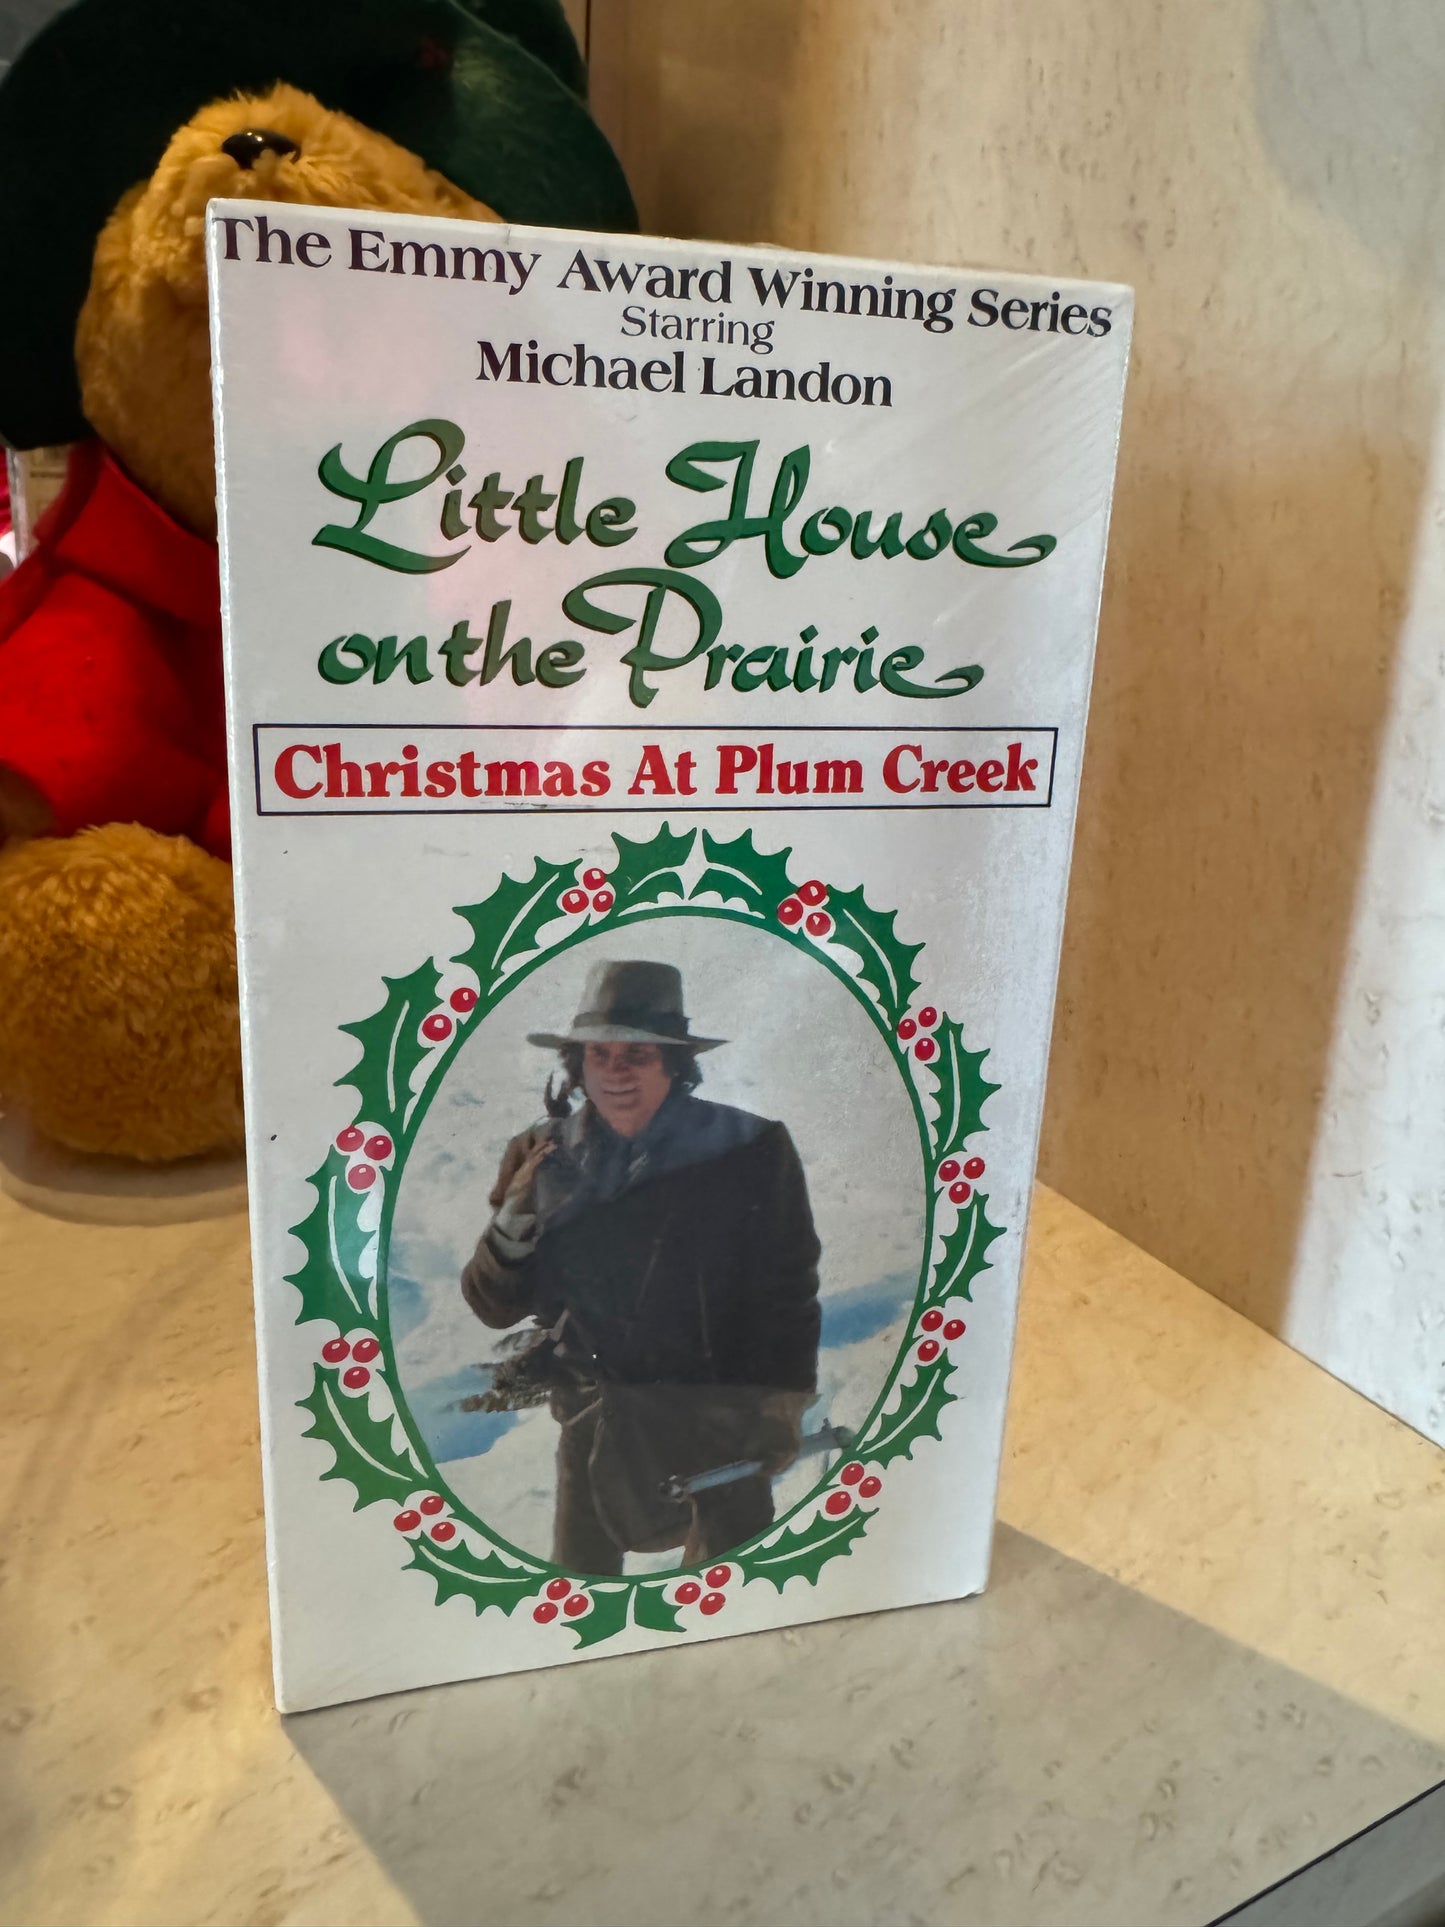 The Emmy Award Winning Series
Starring
Michael Landon
Little House
on the Prairie
Christmas At Plum Creek